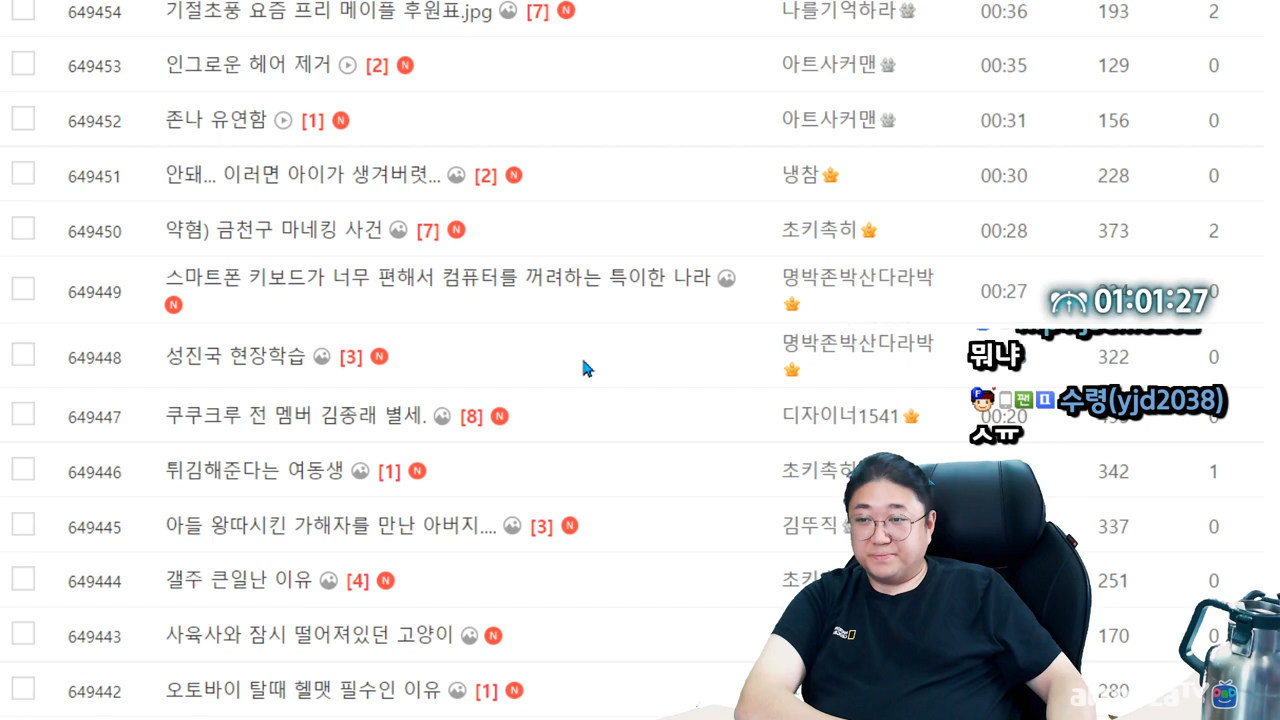 649454 기절초풍 요즘 프리 메이플 후원표.jpg [7] N 나를기억하라 00:36 193 2
649453 인그로운 헤어 제거 [2] N 아트사커맨 00:35 129 0
649452 존나 유연함 [1] N 아트사커맨 00:31 156 0
649451 안돼... 이러면 아이가 생겨버렷... [2] N 냉참 00:30 228 0
649450 약혐) 금천구 마네킹 사건 [7] N 초키촉히 00:28 373 2
649449 스마트폰 키보드가 너무 편해서 컴퓨터를 꺼려하는 특이한 나라 N 명박존박산다라박 00:27 0
01:01:27
649448 성진국 현장학습 [3] N 명박존박산다라박 322 0
뭐냐
649447 쿠쿠크루 전 멤버 김종래 별세. [8] N 디자이너1541 00:20
수령(yjd2038)
ㅅㅠ
649446 튀김해준다는 여동생 [1] N 초키촉히 342 1
649445 아들 왕따시킨 가해자를 만난 아버지.... [3] N 김뚜직 337 0
649444 갤주 큰일난 이유 [4] N 초키 251 0
649443 사육사와 잠시 떨어져있던 고양이 N 170 0
649442 오토바이 탈때 헬맷 필수인 이유 [1] N 280